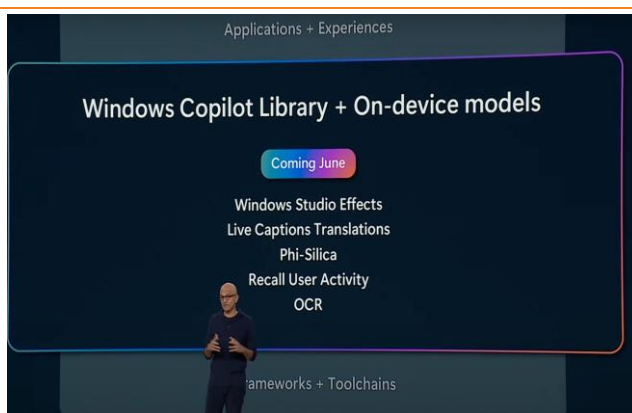 Applications + Experiences
Windows Copilot Library + On-device models
Coming June
Windows Studio Effects
Live Captions Translations
Phi-Silica
Recall User Activity
OCR
ameworks + Toolchains